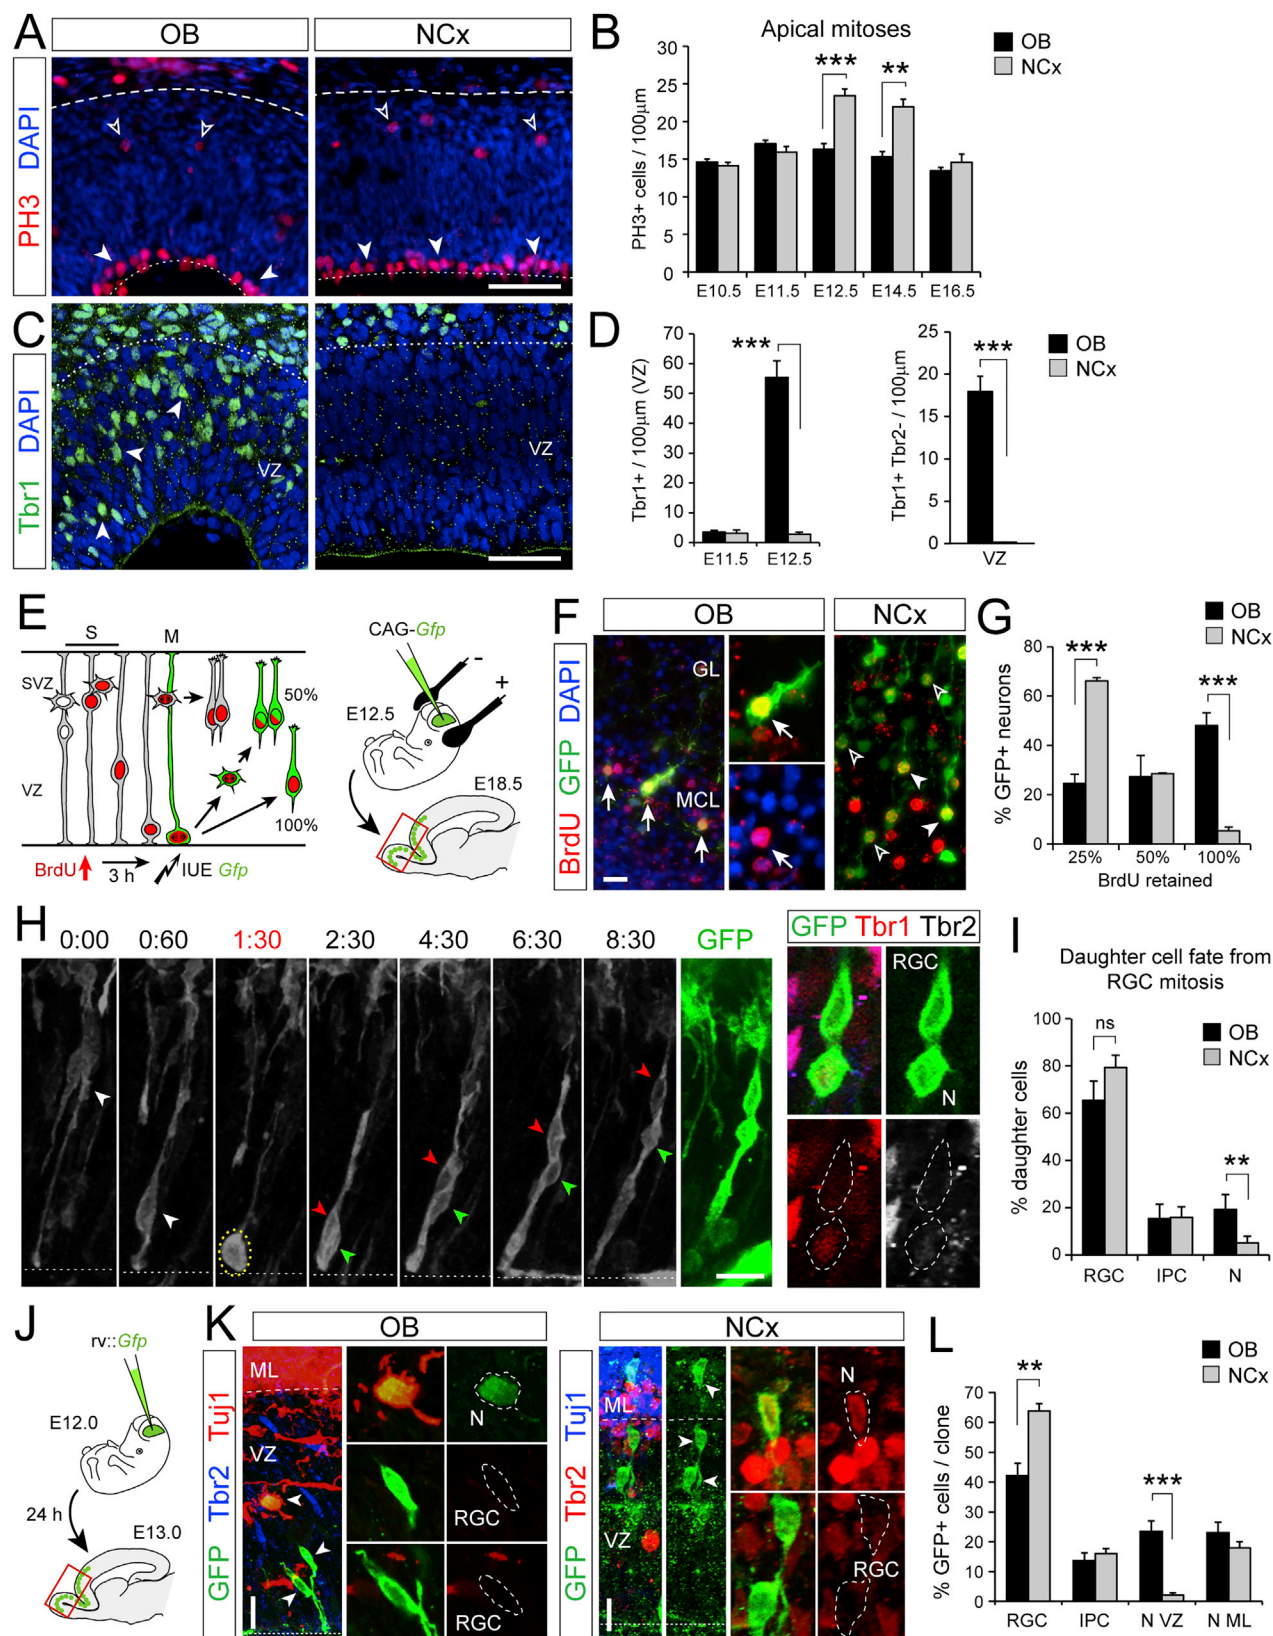 A
OB
NCx
PH3 DAPI
B
Apical mitoses
OB
NCx
PH3+ cells / 100μm
30
25
20
15
10
5
0
***
**
E10.5
E11.5
E12.5
E14.5
E16.5
C
Tbr1 DAPI
VZ
VZ
D
Tbr1+ / 100μm (VZ)
70
60
50
40
30
20
10
0
***
E11.5
E12.5
Tbr1+ Tbr2- / 100μm
25
20
15
10
5
0
***
VZ
OB
NCx
E
S
M
SVZ
VZ
50%
100%
BrdU
3 h
IUE Gfp
CAG-Gfp
-
+
E12.5
E18.5
F
OB
NCx
BrdU GFP DAPI
GL
MCL
G
OB
NCx
% GFP+ neurons
80
60
40
20
0
***
***
25%
50%
100%
BrdU retained
H
0:00
0:60
1:30
2:30
4:30
6:30
8:30
GFP
GFP Tbr1 Tbr2
RGC
N
I
Daughter cell fate from
RGC mitosis
OB
NCx
% daughter cells
100
80
60
40
20
0
ns
**
RGC
IPC
N
J
rv::Gfp
E12.0
24 h
E13.0
K
OB
GFP Tbr2 Tuj1
ML
VZ
N
RGC
RGC
NCx
GFP Tbr2 Tuj1
ML
VZ
N
RGC
L
OB
NCx
% GFP+ cells / clone
70
60
50
40
30
20
10
0
**
***
RGC
IPC
N VZ
N ML